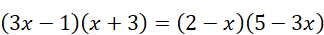 (3x − 1)(x + 3) = (2 − x)(5 − 3x)